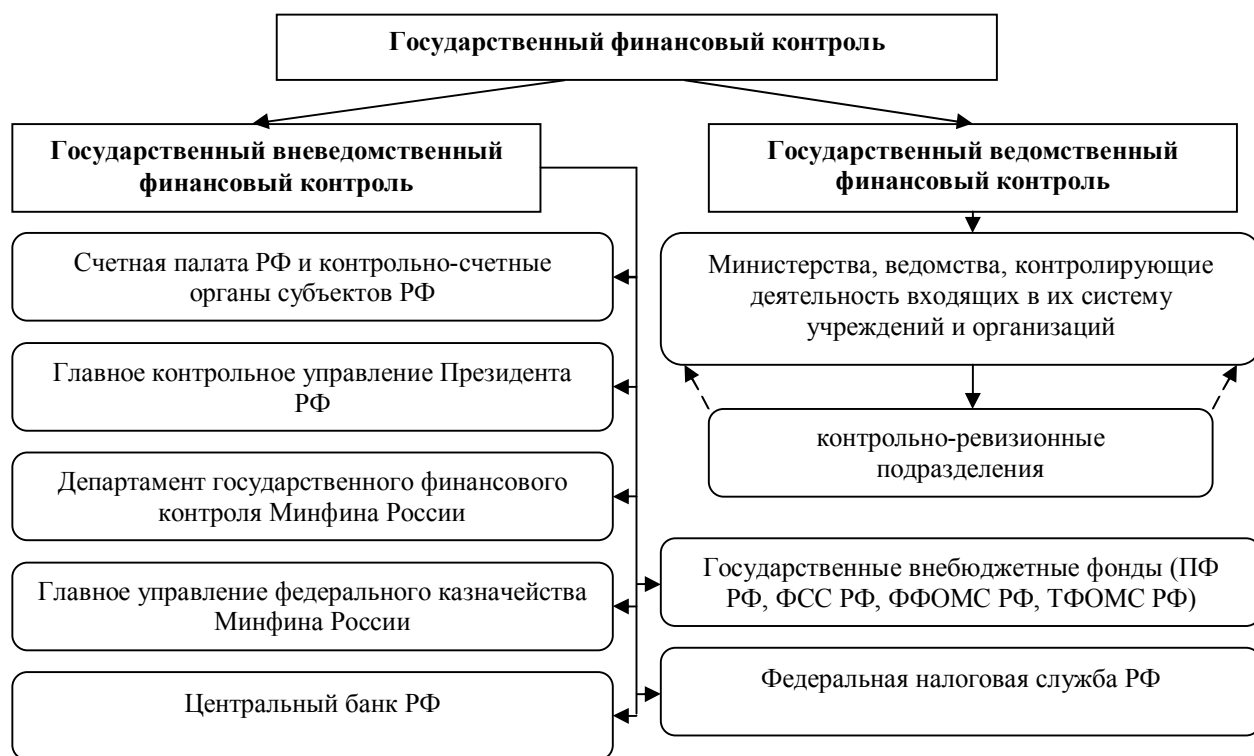 Государственный финансовый контроль
Государственный вневедомственный
финансовый контроль
Государственный ведомственный
финансовый контроль
Счетная палата РФ и контрольно-счетные
органы субъектов РФ
Министерства, ведомства, контролирующие
деятельность входящих в их систему
учреждений и организаций
Главное контрольное управление Президента
РФ
контрольно-ревизионные
подразделения
Департамент государственного финансового
контроля Минфина России
Государственные внебюджетные фонды (ПФ
РФ, ФСС РФ, ФФОМС РФ, ТФОМС РФ)
Главное управление федерального казначейства
Минфина России
Федеральная налоговая служба РФ
Центральный банк РФ